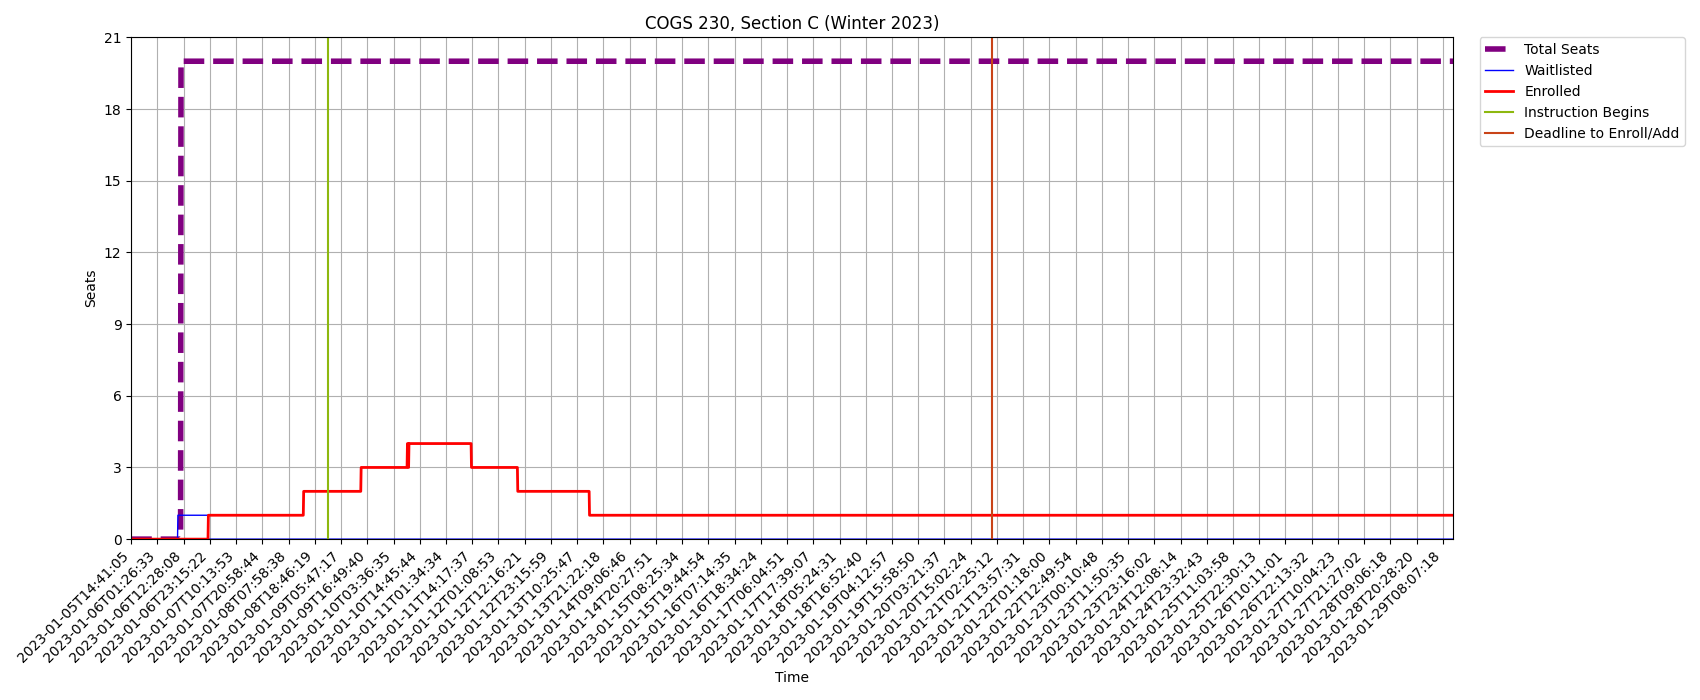 COGS 230, Section C (Winter 2023)
Total Seats
Waitlisted
Enrolled
Instruction Begins
Deadline to Enroll/Add
Seats
21
18
15
12
9
6
3
0
2023-01-05T14:41:05
2023-01-06T01:26:33
2023-01-06T12:28:08
2023-01-06T23:15:22
2023-01-07T10:13:53
2023-01-07T20:58:44
2023-01-08T07:58:38
2023-01-08T18:46:19
2023-01-09T05:47:17
2023-01-09T16:49:40
2023-01-10T03:36:35
2023-01-10T14:45:44
2023-01-11T01:34:34
2023-01-11T14:17:37
2023-01-12T01:08:53
2023-01-12T12:16:21
2023-01-12T23:15:59
2023-01-13T10:25:47
2023-01-13T21:22:18
2023-01-14T09:06:46
2023-01-14T20:27:51
2023-01-15T08:25:34
2023-01-15T19:44:54
2023-01-16T07:14:35
2023-01-16T18:34:24
2023-01-17T06:04:51
2023-01-17T17:39:07
2023-01-18T05:24:31
2023-01-18T16:52:40
2023-01-19T04:12:57
2023-01-19T15:58:50
2023-01-20T03:21:37
2023-01-20T15:02:24
2023-01-21T02:25:12
2023-01-21T13:57:31
2023-01-22T01:18:00
2023-01-22T12:49:54
2023-01-23T00:10:48
2023-01-23T11:50:35
2023-01-23T23:16:02
2023-01-24T12:08:14
2023-01-24T23:32:43
2023-01-25T11:03:58
2023-01-25T22:30:13
2023-01-26T10:11:01
2023-01-26T22:13:32
2023-01-27T10:04:23
2023-01-27T21:27:02
2023-01-28T09:06:18
2023-01-28T20:28:20
2023-01-29T08:07:18
Time